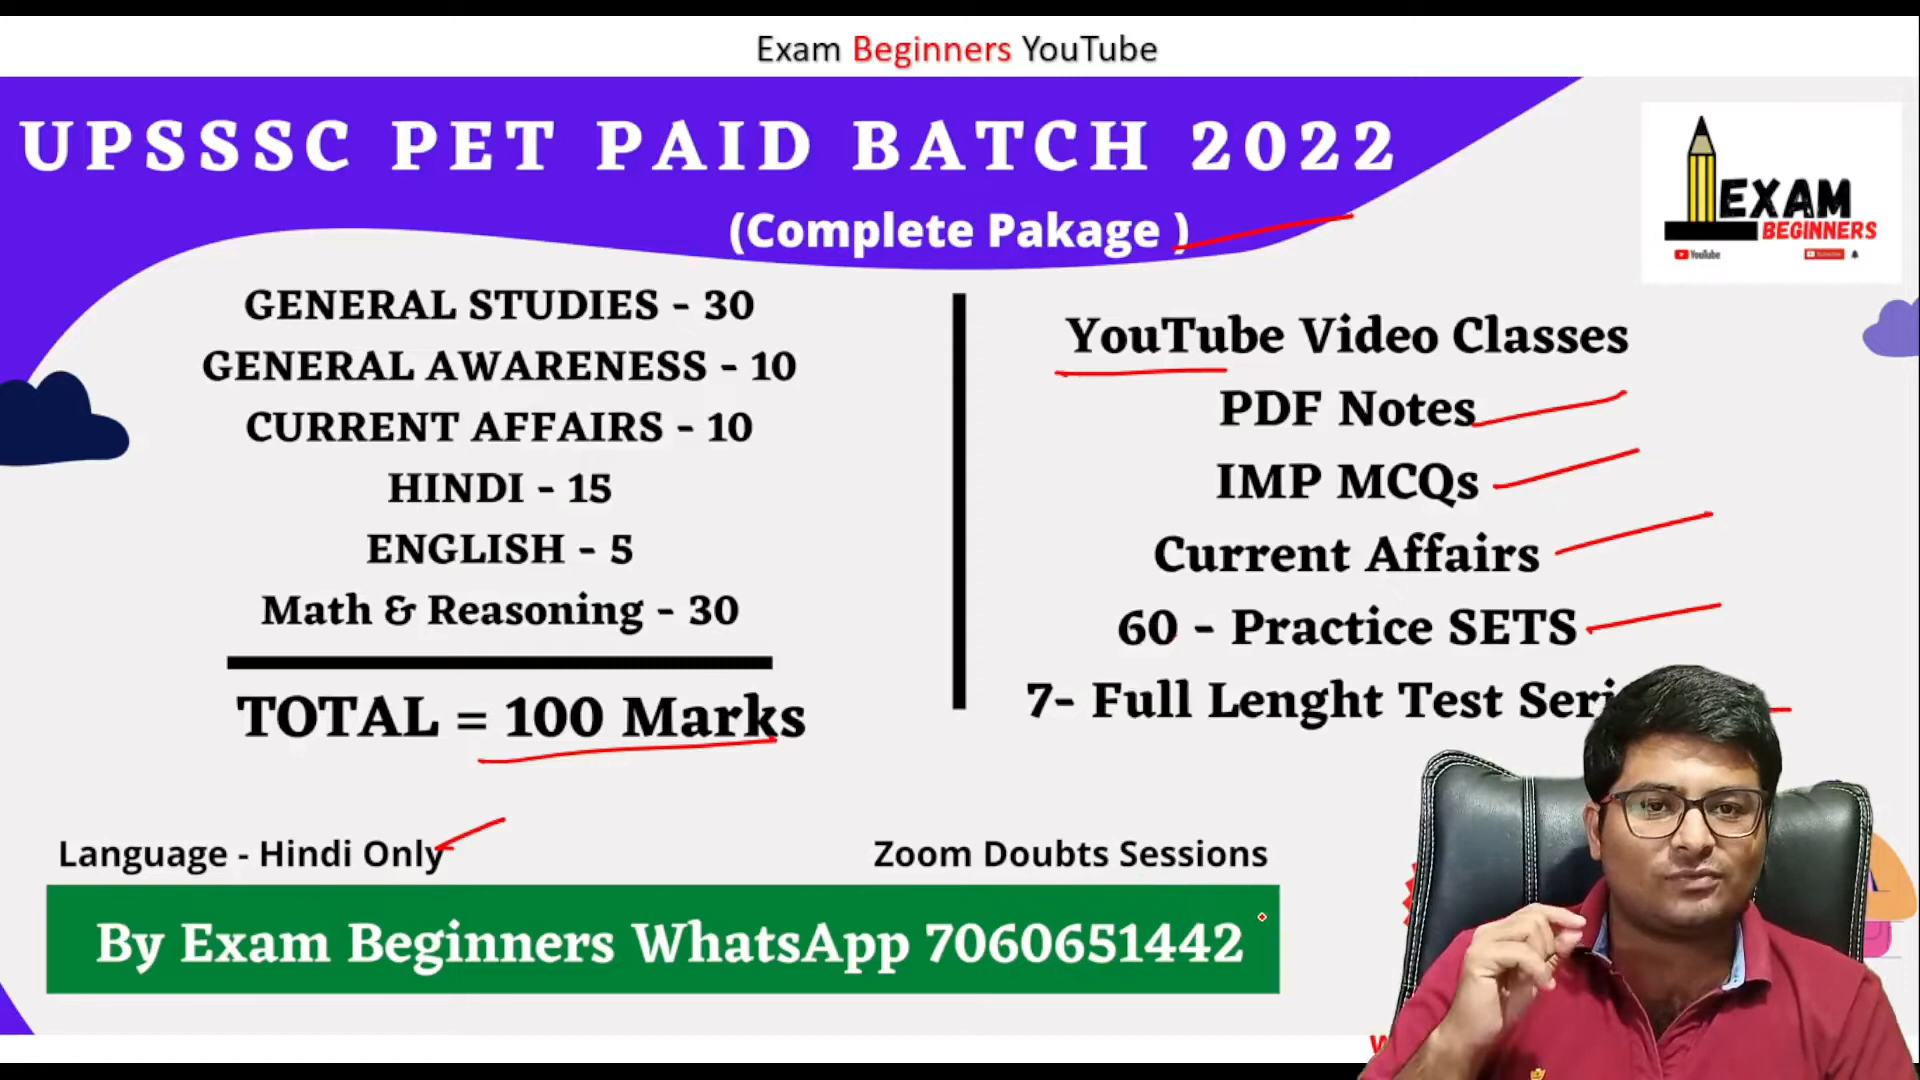 Exam Beginners YouTube
UPSSSC PET PAID BATCH 2022
(Complete Pakage )
EXAM
BEGINNERS
YouTube
GENERAL STUDIES - 30
GENERAL AWARENESS - 10
CURRENT AFFAIRS - 10
HINDI - 15
ENGLISH - 5
Math & Reasoning - 30
TOTAL = 100 Marks
YouTube Video Classes
PDF Notes
IMP MCQs
Current Affairs
60 - Practice SETS
7- Full Lenght Test
Language - Hindi Only
Zoom Doubts Sessions
By Exam Beginners WhatsApp 7060651442